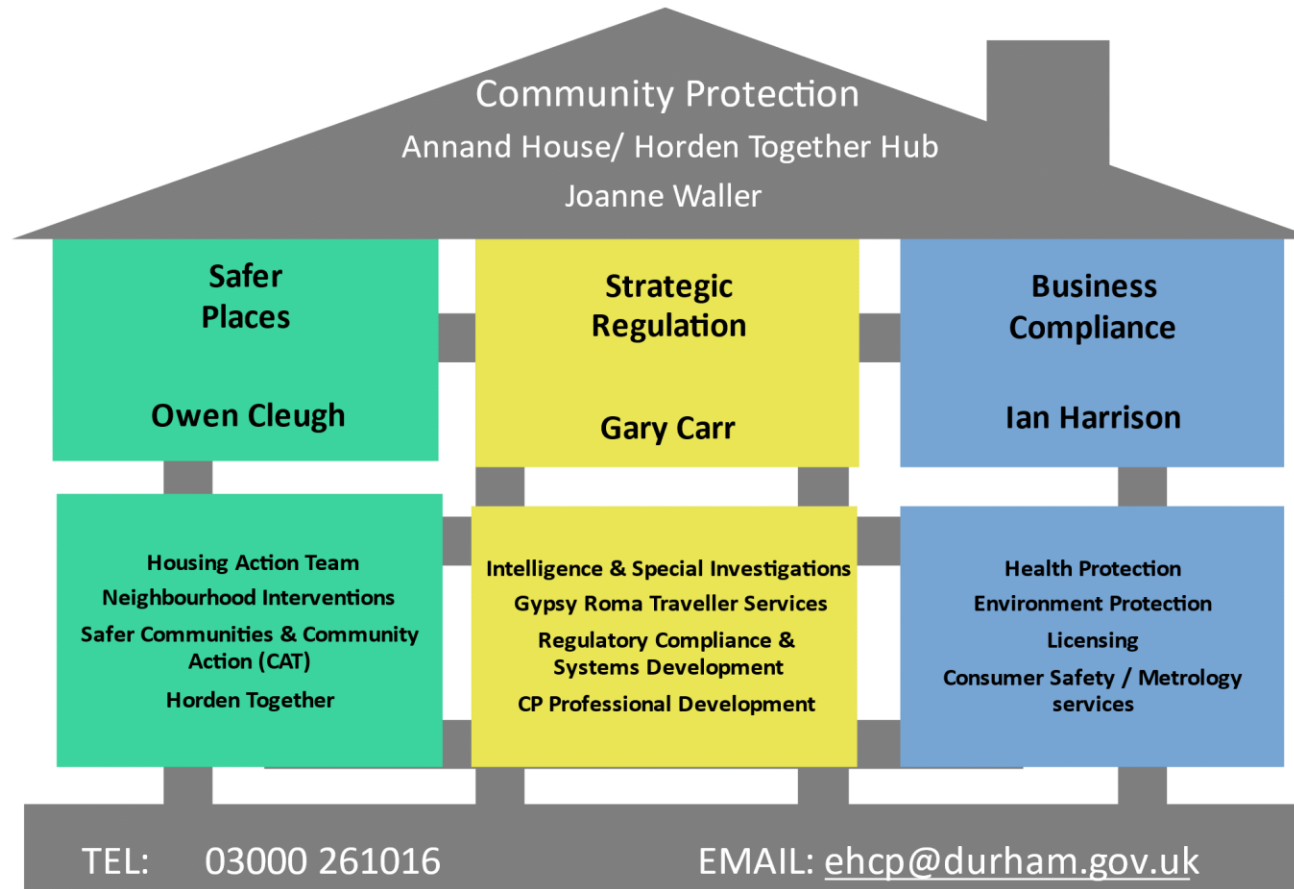 Community Protection
Annand House/ Horden Together Hub
Joanne Waller
Safer
Places
Owen Cleugh
Strategic
Regulation
Gary Carr
Business
Compliance
Ian Harrison
Housing Action Team
Neighbourhood Interventions
Safer Communities & Community
Action (CAT)
Horden Together
Intelligence & Special Investigations
Gypsy Roma Traveller Services
Regulatory Compliance &
Systems Development
CP Professional Development
Health Protection
Environment Protection
Licensing
Consumer Safety / Metrology
services
TEL: 03000 261016
EMAIL: ehcp@durham.gov.uk